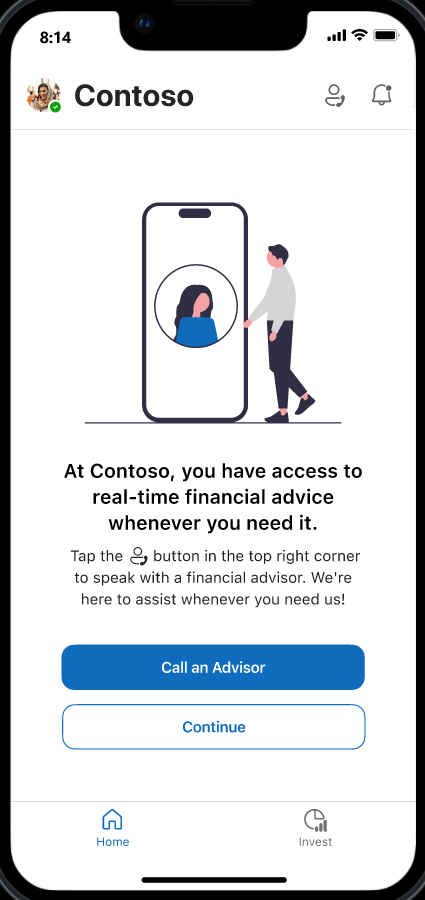 8:14
Contoso
At Contoso, you have access to
real-time financial advice
whenever you need it.
Tap the button in the top right corner
to speak with a financial advisor. We're
here to assist whenever you need us!
Call an Advisor
Continue
Home
Invest